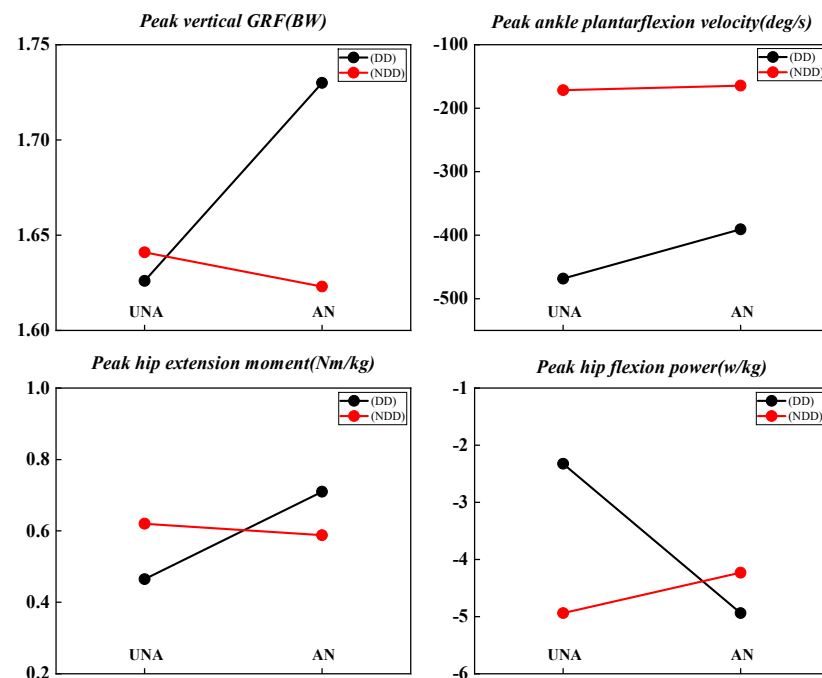 Peak vertical GRF(BW)
1.75
1.70
1.65
1.60
(DD)
(NDD)
UNA AN
Peak ankle plantarflexion velocity(deg/s)
-100
-200
-300
-400
-500
(DD)
(NDD)
UNA AN
Peak hip extension moment(Nm/kg)
1.0
0.8
0.6
0.4
0.2
(DD)
(NDD)
UNA AN
Peak hip flexion power(w/kg)
-1
-2
-3
-4
-5
-6
(DD)
(NDD)
UNA AN